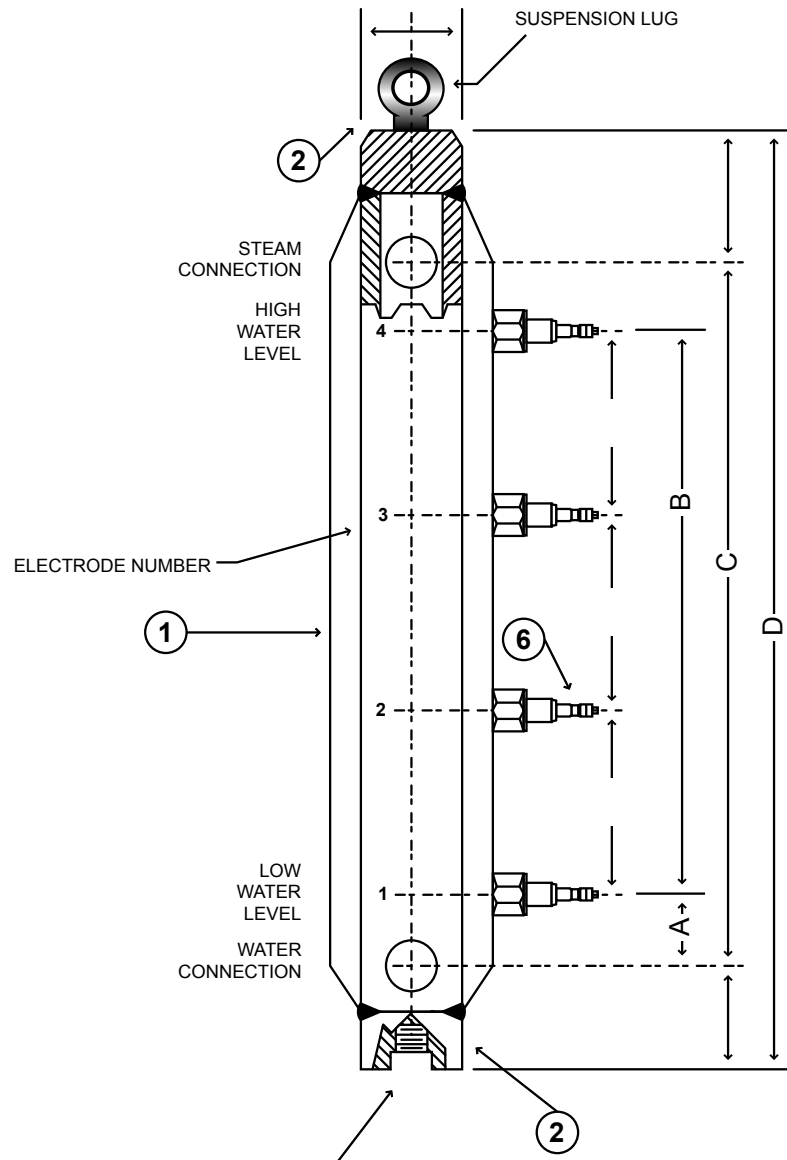 SUSPENSION LUG
2
STEAM
CONNECTION
HIGH
WATER
LEVEL
4
3
B
C
ELECTRODE NUMBER
D
1
6
2
LOW
WATER
LEVEL
1
A
WATER
CONNECTION
2